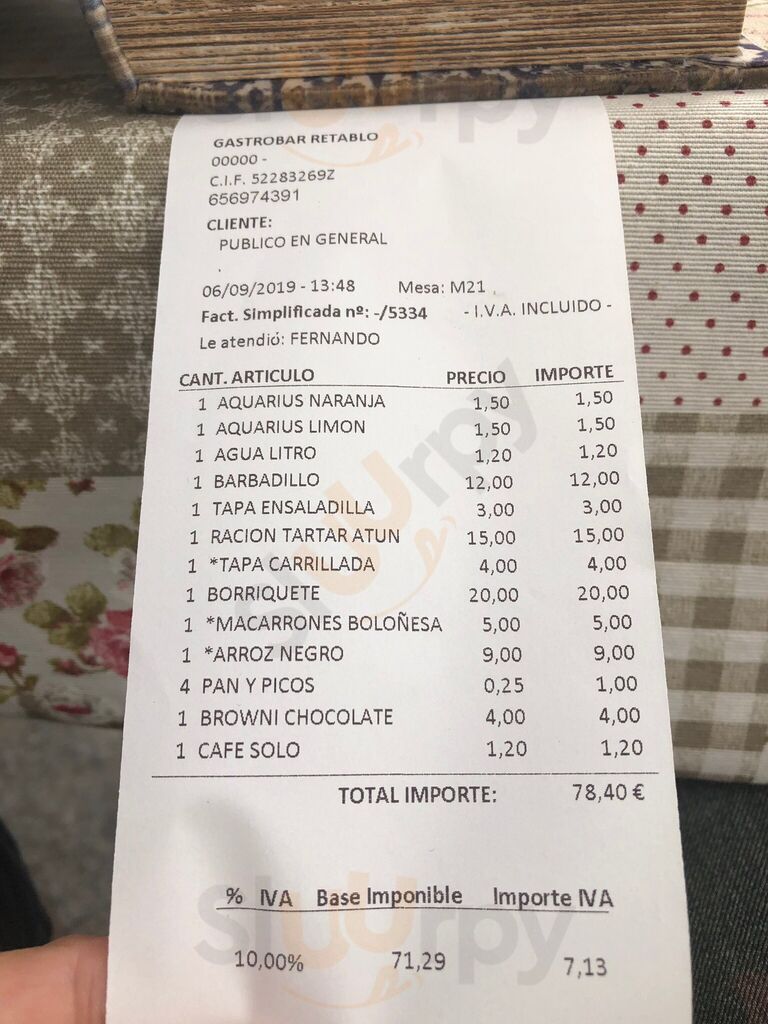 GASTROBAR RETABLO
00000 -
C.I.F. 52283269Z
656974391
CLIENTE:
PUBLICO EN GENERAL
.
06/09/2019 - 13:48 Mesa: M21
Fact. Simplificada nº: -/5334 - I.V.A. INCLUIDO -
Le atendió: FERNANDO
CANT. ARTICULO PRECIO IMPORTE
1 AQUARIUS NARANJA 1,50 1,50
1 AQUARIUS LIMON 1,50 1,50
1 AGUA LITRO 1,20 1,20
1 BARBADILLO 12,00 12,00
1 TAPA ENSALADILLA 3,00 3,00
1 RACION TARTAR ATUN 15,00 15,00
1 *TAPA CARRILLADA 4,00 4,00
1 BORRIQUETE 20,00 20,00
1 *MACARRONES BOLOÑESA 5,00 5,00
1 *ARROZ NEGRO 9,00 9,00
4 PAN Y PICOS 0,25 1,00
1 BROWNI CHOCOLATE 4,00 4,00
1 CAFE SOLO 1,20 1,20
TOTAL IMPORTE: 78,40 €
% IVA Base Imponible Importe IVA
10,00% 71,29 7,13
sluurpy
sluurpy
sluurpy